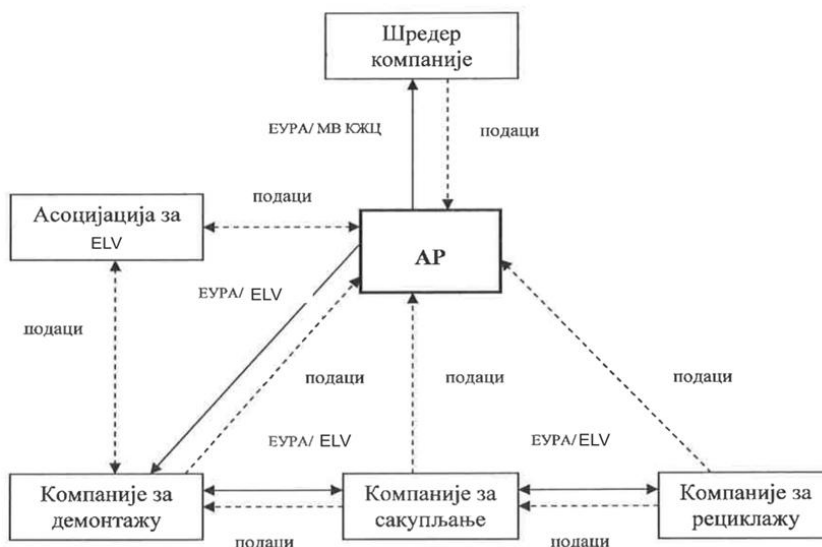 Шредер
компаније
ЕУРА/ МВ КЖЦ
подаци
подаци
Асоцијација за
ELV
АР
ЕУРА/ ELV
подаци
подаци
подаци
подаци
ЕУРА/ ELV
ЕУРА/ELV
Компаније за
демонтажу
Компаније за
сакупљање
Компаније за
рециклажу
подаци
подаци